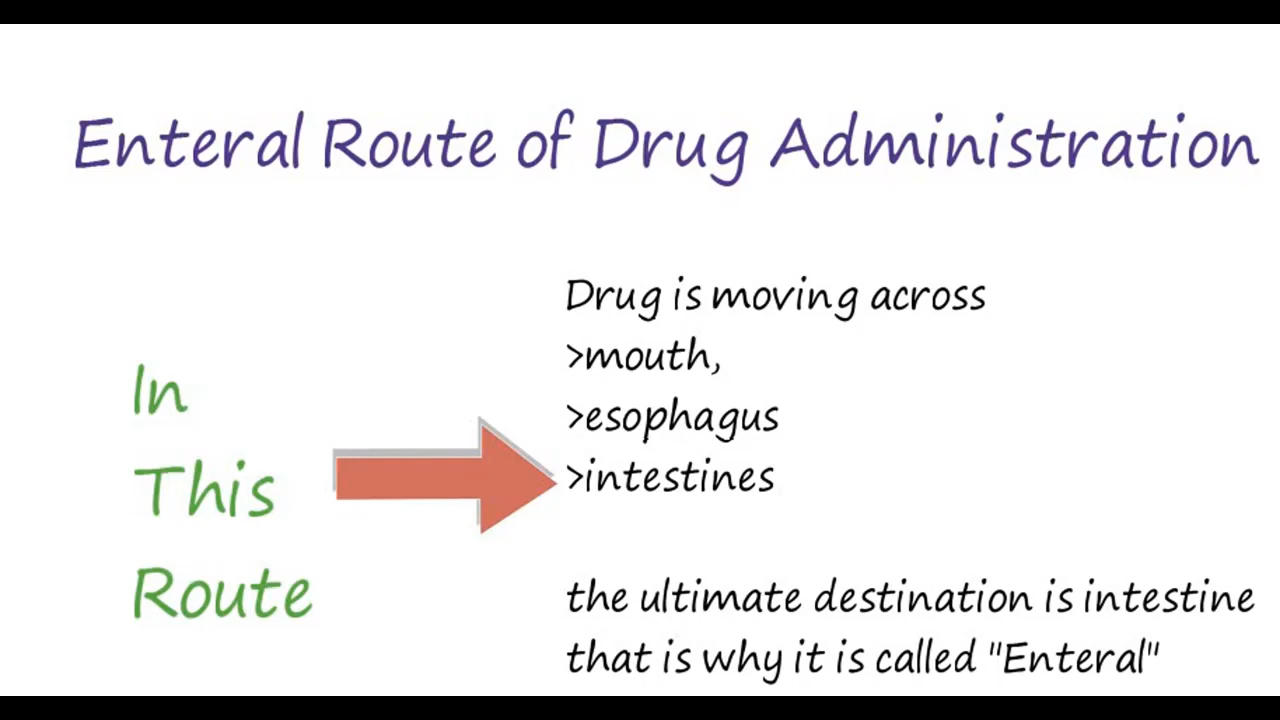 Enteral Route of Drug Administration
In
This
Route
Drug is moving across
>mouth,
>esophagus
>intestines
the ultimate destination is intestine
that is why it is called "Enteral"